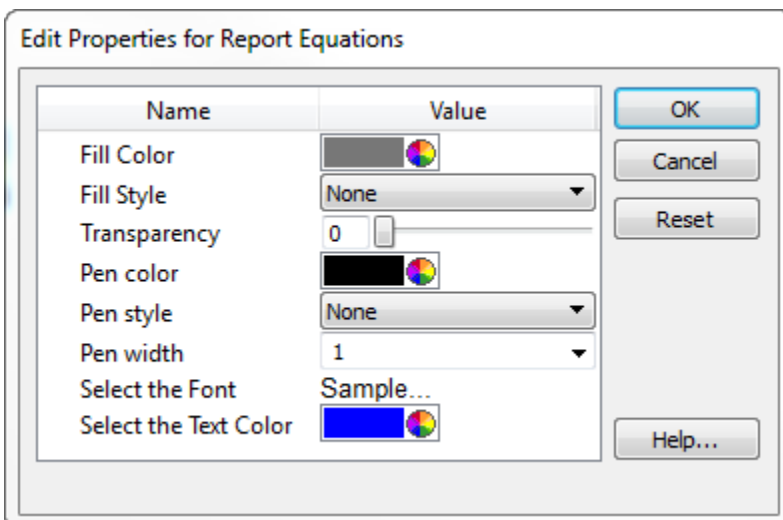 Edit Properties for Report Equations
Name Value
Fill Color
Fill Style None
Transparency 0
Pen color
Pen style None
Pen width 1
Select the Font Sample...
Select the Text Color
OK
Cancel
Reset
Help...